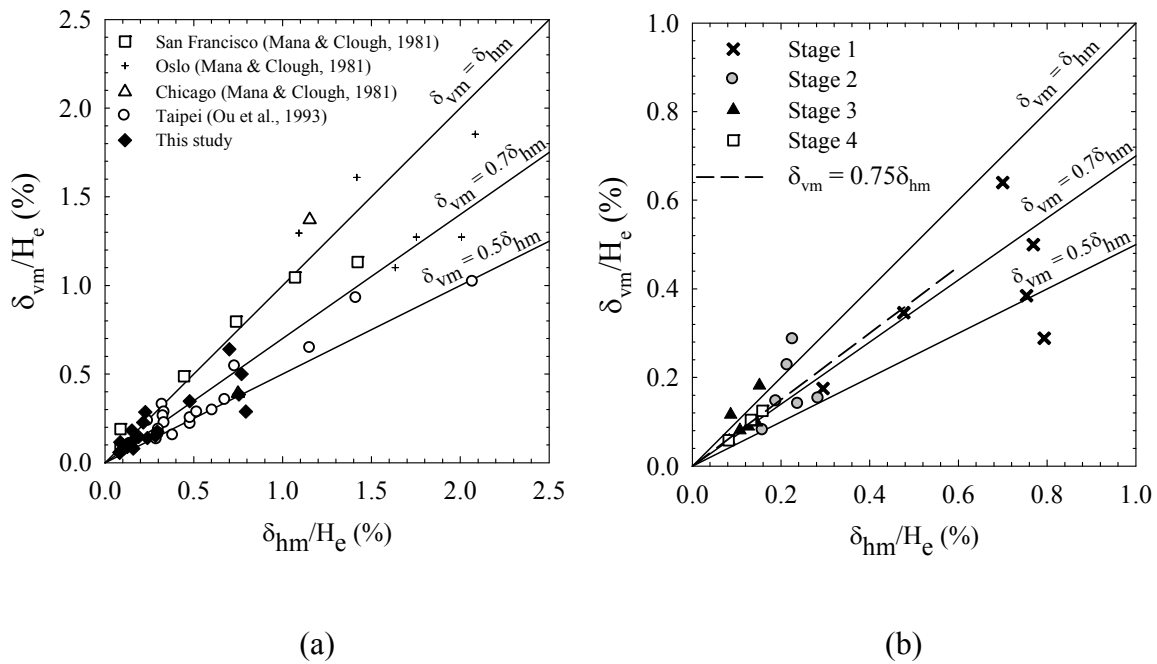 2.5
2.0
1.5
1.0
0.5
0.0
δvm/He (%)
San Francisco (Mana & Clough, 1981)
Oslo (Mana & Clough, 1981)
Chicago (Mana & Clough, 1981)
Taipei (Ou et al., 1993)
This study
δvm = δhm
δvm = 0.7δhm
δvm = 0.5δhm
0.0 0.5 1.0 1.5 2.0 2.5
δhm/He (%)
(a)
1.0
0.8
0.6
0.4
0.2
0.0
δvm/He (%)
Stage 1
Stage 2
Stage 3
Stage 4
δvm = 0.75δhm
δvm = δhm
δvm = 0.7δhm
δvm = 0.5δhm
0.0 0.2 0.4 0.6 0.8 1.0
δhm/He (%)
(b)